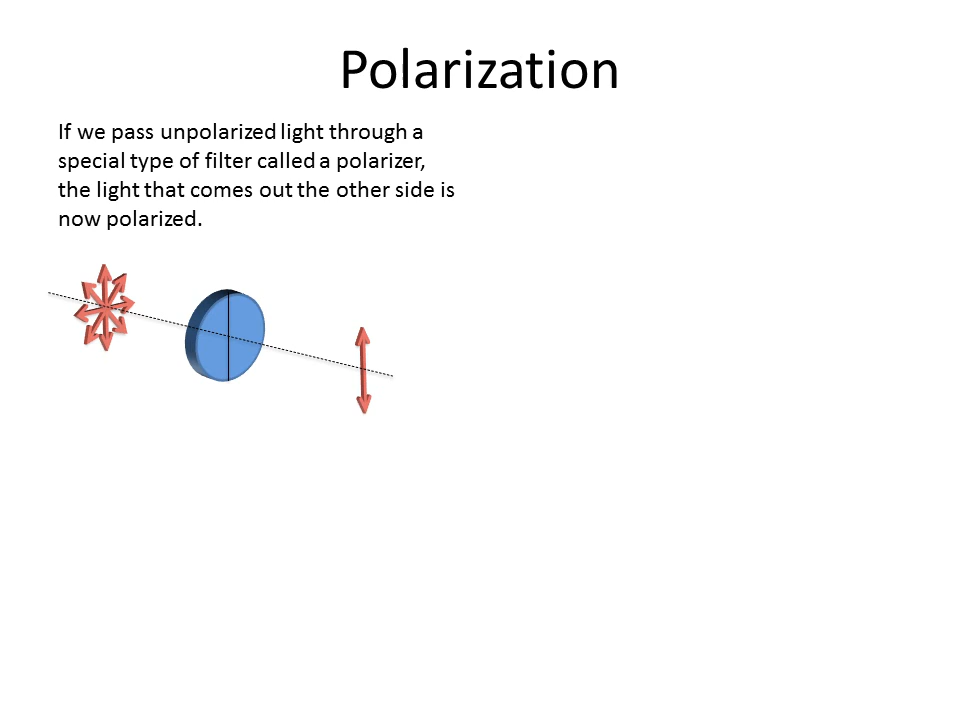 Polarization
If we pass unpolarized light through a
special type of filter called a polarizer,
the light that comes out the other side is
now polarized.